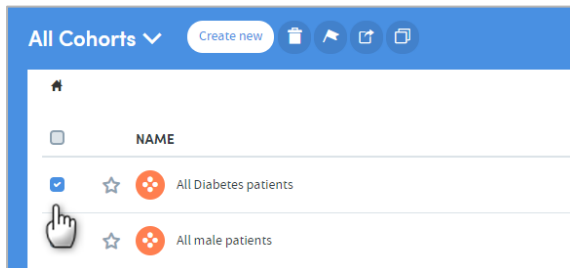 All Cohorts
Create new
NAME
All Diabetes patients
All male patients